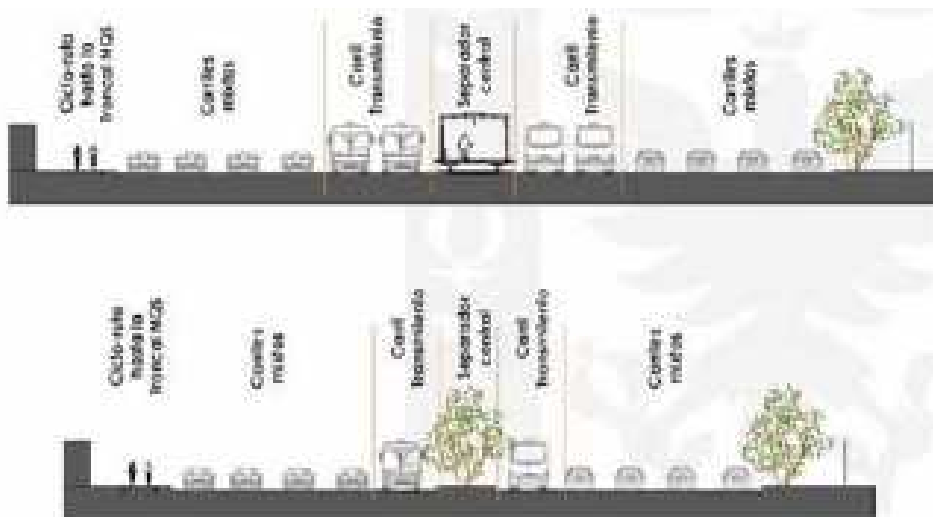 Ciclo-ruta
hasta la
Troncal NQS
Carriles
mixtos
Carril
Transmilenio
Separador
central
Carril
Transmilenio
Carriles
mixtos
Ciclo-ruta
hasta la
Troncal NQS
Carriles
mixtos
Carril
Transmilenio
Separador
central
Carril
Transmilenio
Carriles
mixtos